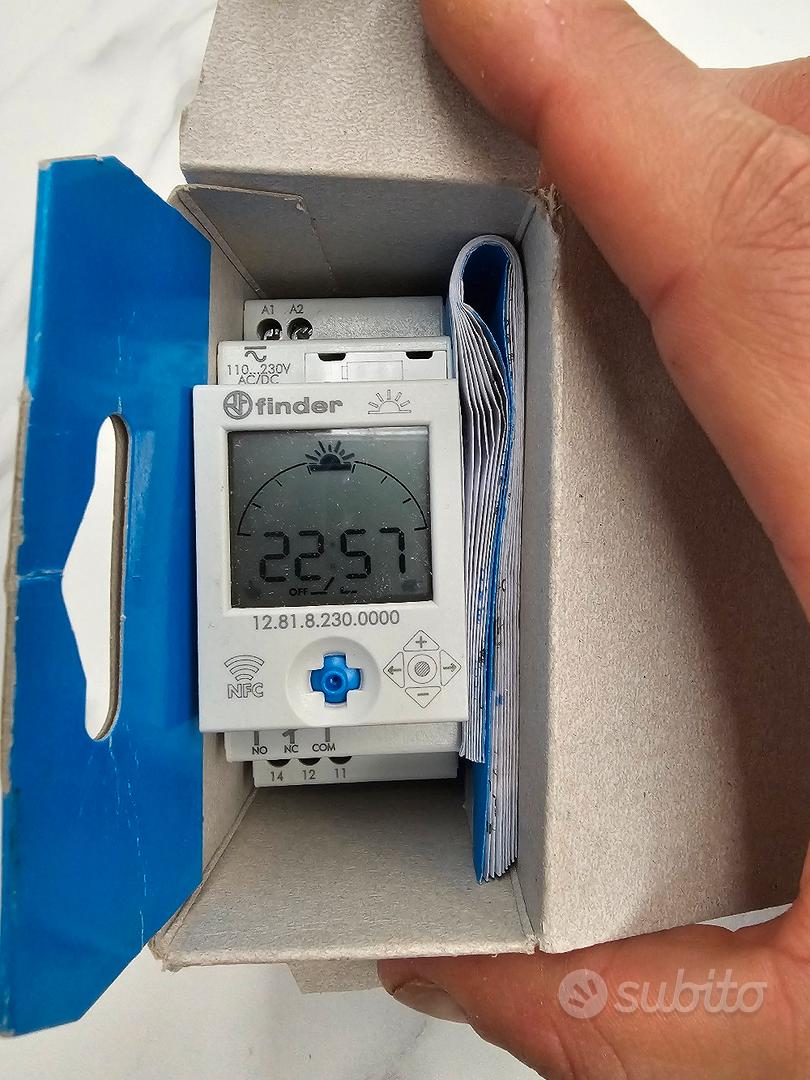 A1 A2
110...230V
AC/DC
finder
22:57
OFF
12.81.8.230.0000
NFC
+
−
NO NC COM
14 12 11
subito